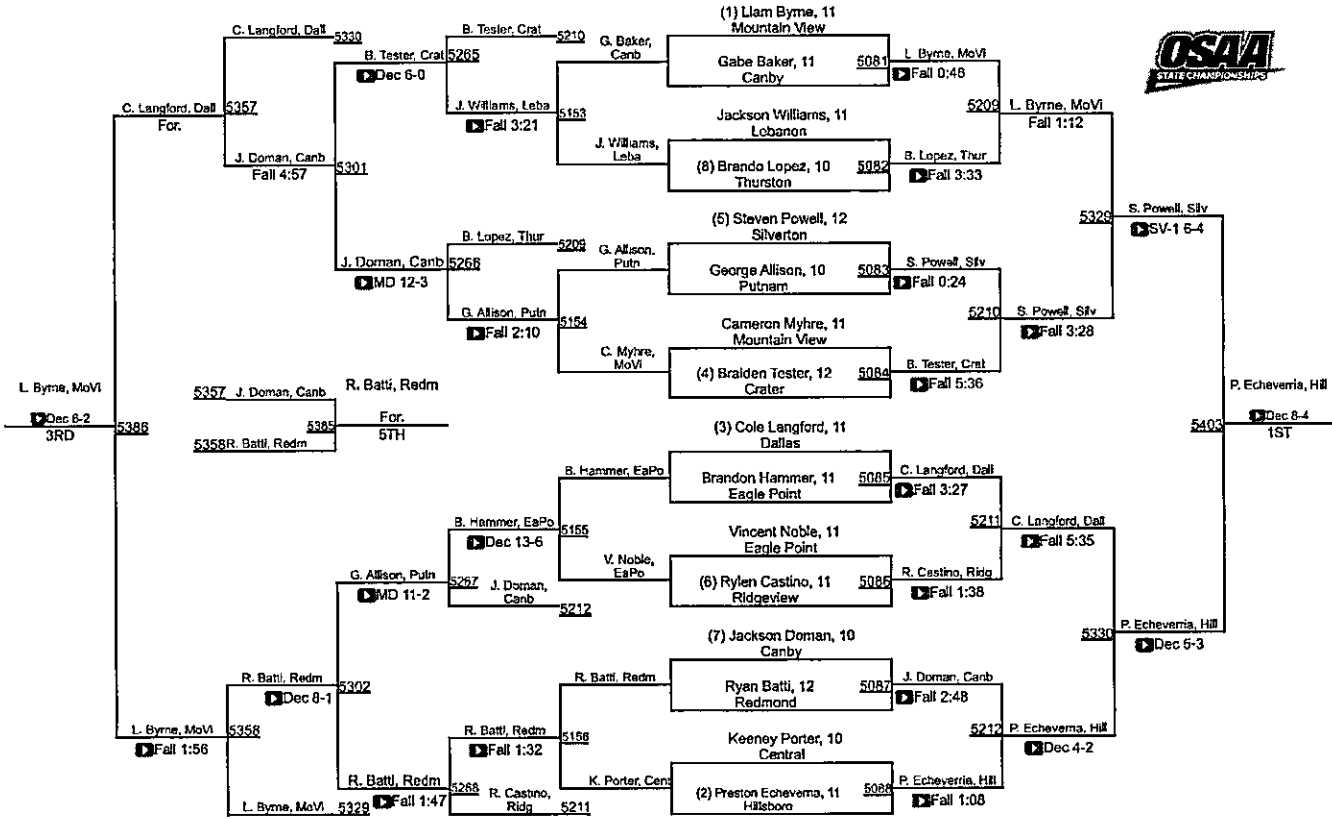 OSAA
STATE CHAMPIONSHIPS
(1) Liam Byrne, 11
Mountain View
Gabe Baker, 11
Canby
5081
Jackson Williams, 11
Lebanon
(8) Brando Lopez, 10
Thurston
5082
(5) Steven Powell, 12
Silverton
George Allison, 10
Putnam
5083
Cameron Myhre, 11
Mountain View
(4) Braiden Tester, 12
Crater
5084
(3) Cole Langford, 11
Dallas
Brandon Hammer, 11
Eagle Point
5085
Vincent Noble, 11
Eagle Point
(6) Rylen Castino, 11
Ridgeview
5086
(7) Jackson Doman, 10
Canby
Ryan Batti, 12
Redmond
5087
Keeney Porter, 10
Central
(2) Preston Echeverria, 11
Hillsboro
5088
L. Byrne, MoVi
Fall 0:46
5209
B. Lopez, Thur
Fall 3:33
S. Powell, Silv
Fall 0:24
5210
B. Tester, Crat
Fall 5:36
C. Langford, Dall
Fall 3:27
5211
R. Castino, Ridg
Fall 1:38
J. Doman, Canb
Fall 2:48
5212
P. Echeverria, Hill
Fall 1:08
L. Byrne, MoVi
Fall 1:12
5329
S. Powell, Silv
Fall 3:28
C. Langford, Dall
Fall 5:35
5330
P. Echeverria, Hill
Dec 4-2
S. Powell, Silv
SV-1 6-4
5403
P. Echeverria, Hill
Dec 5-3
P. Echeverria, Hill
Dec 8-4
1ST
G. Baker,
Canb
5153
J. Williams,
Leba
G. Allison,
Putn
5154
C. Myhre,
MoVi
B. Hammer, EaPo
5155
V. Noble,
EaPo
R. Batti, Redm
5156
K. Porter, Cent
B. Tester, Crat
5210
5265
J. Williams, Leba
Fall 3:21
B. Lopez, Thur
5209
5266
G. Allison, Putn
Fall 2:10
B. Hammer, EaPo
Dec 13-6
5267
J. Doman,
Canb
5212
R. Batti, Redm
Fall 1:32
5268
R. Castino,
Ridg
5211
B. Tester, Crat
Dec 6-0
5301
J. Doman, Canb
MD 12-3
G. Allison, Putn
MD 11-2
5302
R. Batti, Redm
Fall 1:47
C. Langford, Dall
5330
5357
J. Doman, Canb
Fall 4:57
R. Batti, Redm
Dec 8-1
5358
L. Byrne, MoVi
5329
C. Langford, Dall
For.
5386
L. Byrne, MoVi
Fall 1:56
L. Byrne, MoVi
Dec 6-2
3RD
5357 J. Doman, Canb
5385
5358 R. Batti, Redm
R. Batti, Redm
For.
5TH